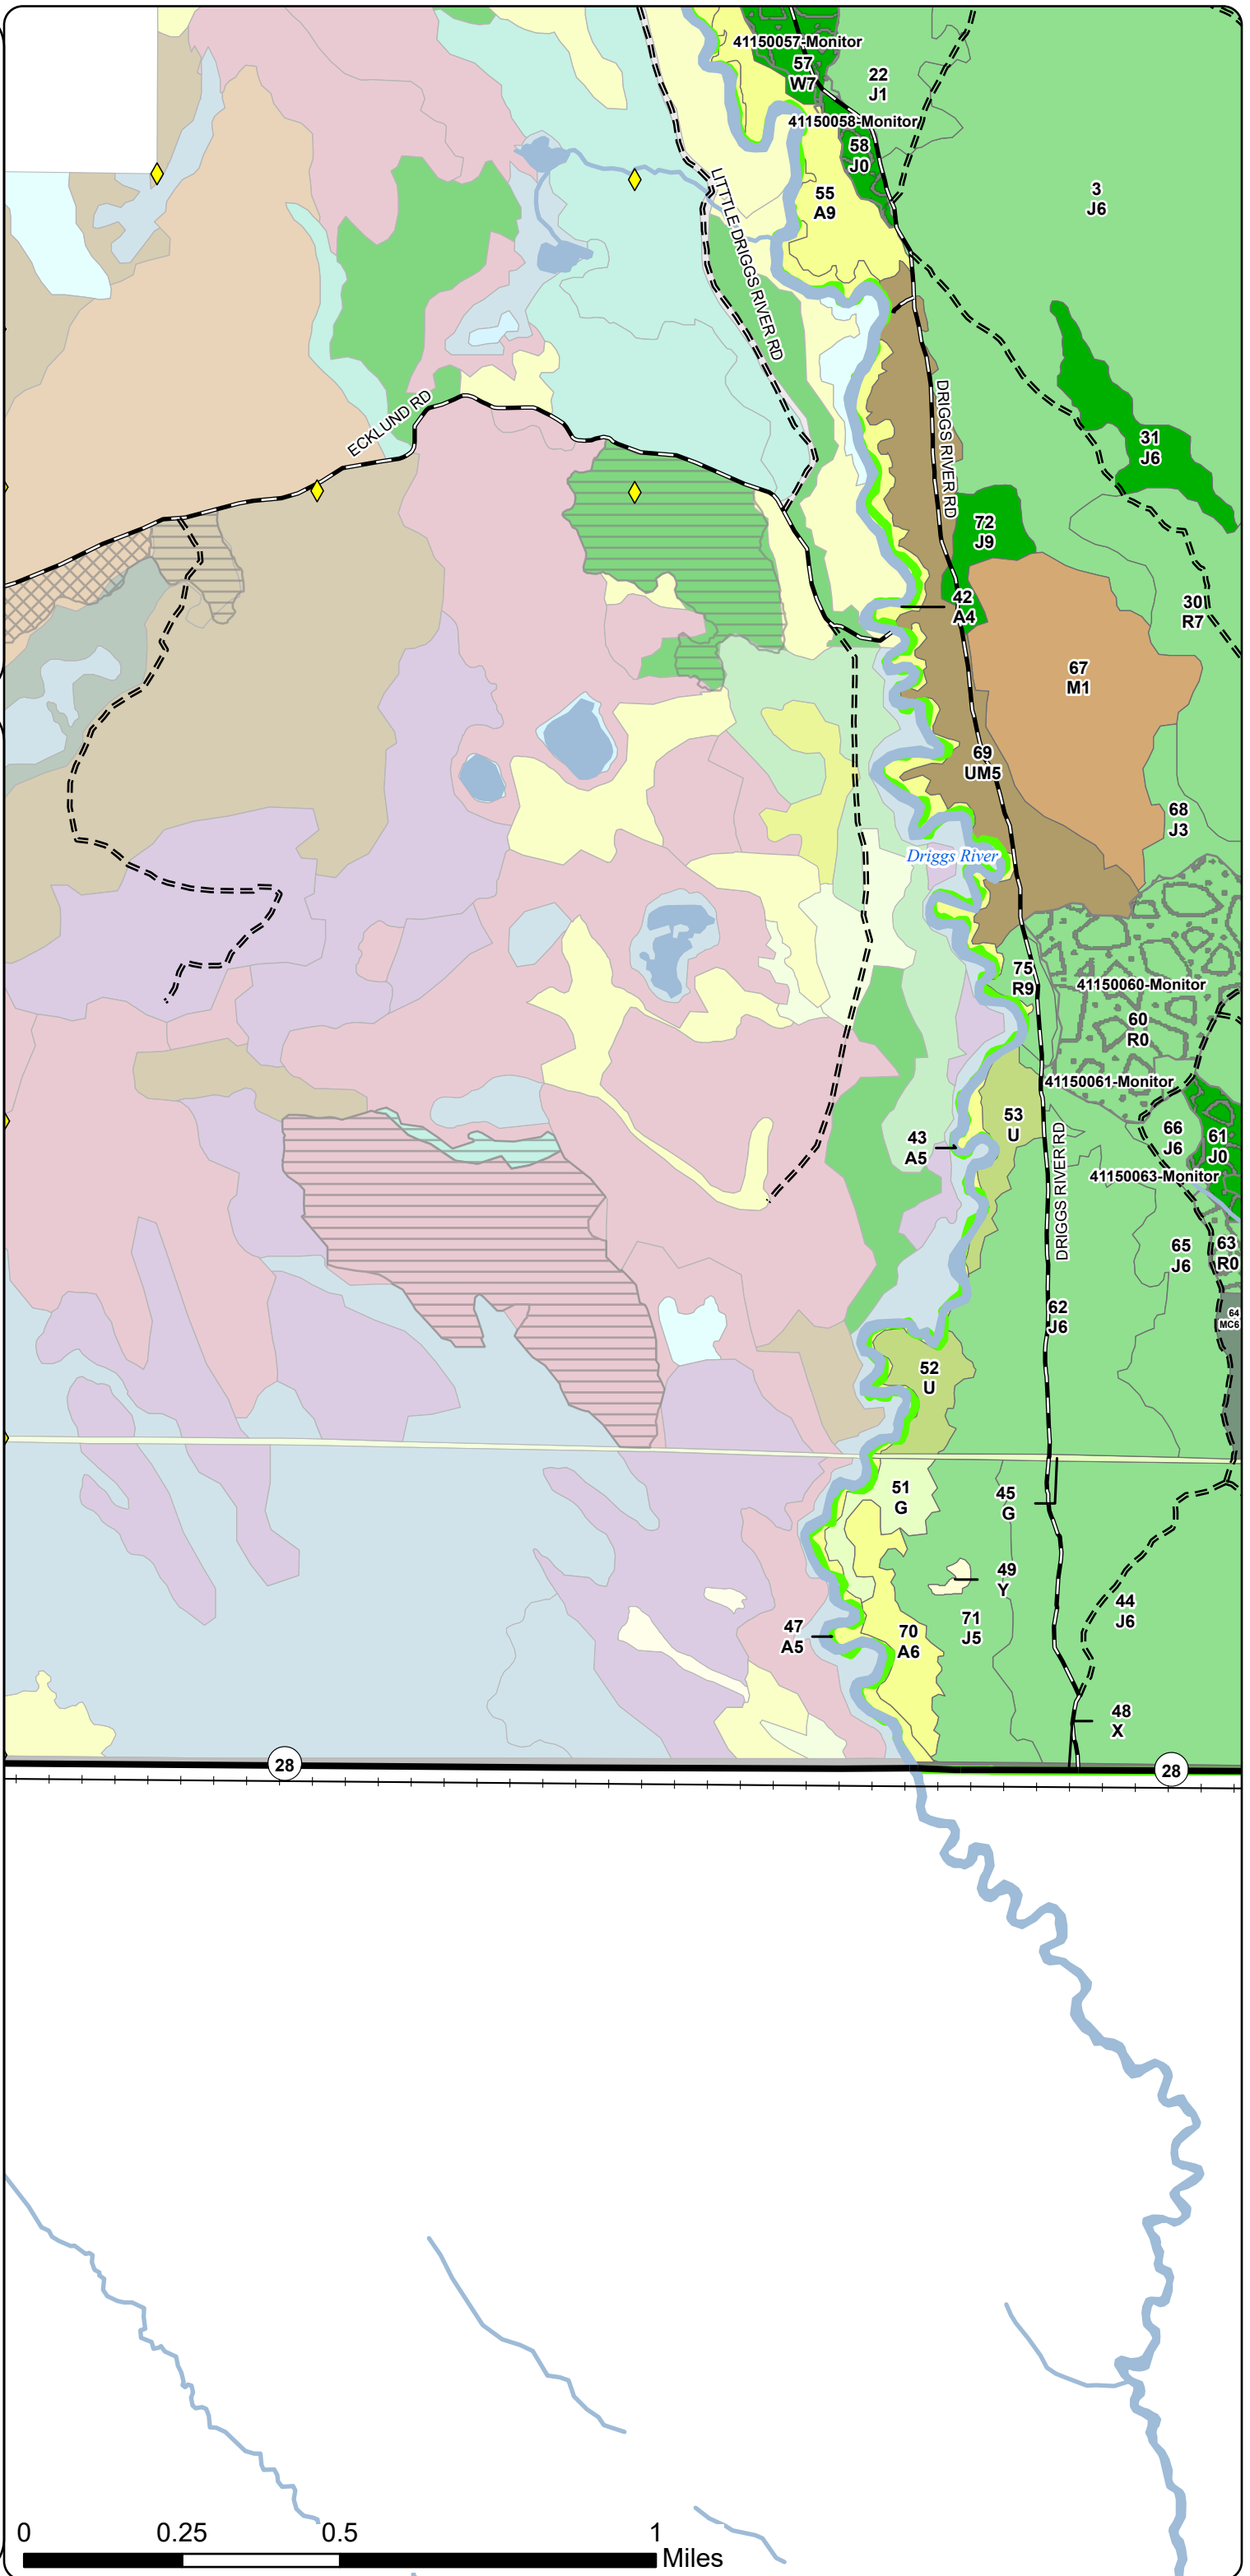 41150057-Monitor
57
W7
22
J1
41150058-Monitor
58
J0
55
A9
3
J6
LITTLE DRIGGS RIVER RD
ECKLUND RD
DRIGGS RIVER RD
31
J6
72
J9
42
A4
30
R7
67
M1
69
UM5
68
J3
Driggs River
75
R9
41150060-Monitor
60
R0
41150061-Monitor
53
U
66
J6
61
J0
43
A5
DRIGGS RIVER RD
41150063-Monitor
65
J6
63
R0
62
J6
64
MC6
52
U
51
G
45
G
49
Y
44
J6
71
J5
47
A5
70
A6
48
X
28
28
0 0.25 0.5 1
Miles